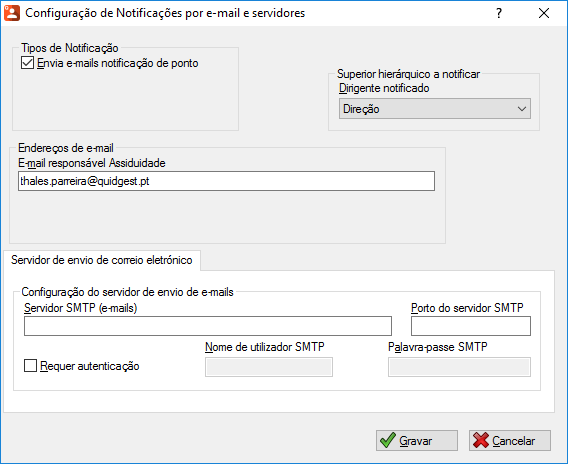 Configuração de Notificações por e-mail e servidores
?
Tipos de Notificação
Envia e-mails notificação de ponto
Superior hierárquico a notificar
Dirigente notificado
Direção
Endereços de e-mail
E-mail responsável Assiduidade
thales.parreira@quidgest.pt
Servidor de envio de correio eletrónico
Configuração do servidor de envio de e-mails
Servidor SMTP (e-mails)
Porto do servidor SMTP
Nome de utilizador SMTP
Palavra-passe SMTP
Requer autenticação
Gravar
Cancelar